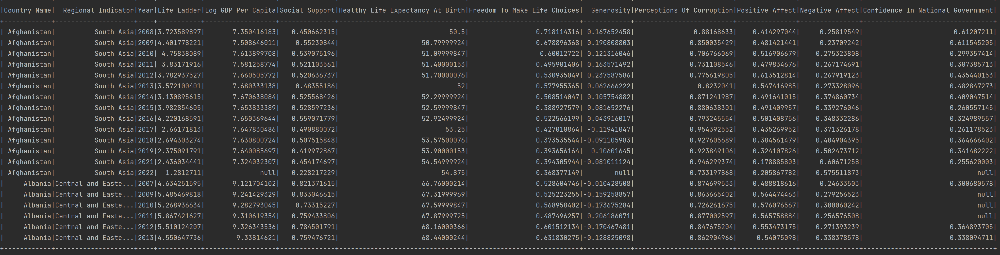 |Country Name|  Regional Indicator|Year|Life Ladder|Log GDP Per Capita|Social Support|Healthy Life Expectancy At Birth|Freedom To Make Life Choices|  Generosity|Perceptions Of Corruption|Positive Affect|Negative Affect|Confidence In National Government|
| Afghanistan|          South Asia|2008|3.723589897|       7.350416183|   0.450662315|                            50.5|                 0.718114316| 0.167652458|               0.88168633|    0.414297044|     0.25819549|                       0.61207211|
| Afghanistan|          South Asia|2009|4.401778221|       7.508646011|    0.55230844|                     50.79999924|                 0.678896368| 0.190808803|              0.850035429|    0.481421441|     0.23709242|                      0.611545205|
| Afghanistan|          South Asia|2010| 4.75838089|       7.613899708|   0.539075196|                     51.09999847|                  0.60012722| 0.121316046|              0.706766069|    0.516906679|    0.275323808|                      0.299357414|
| Afghanistan|          South Asia|2011| 3.83171916|       7.581258774|   0.521103561|                     51.40000153|                 0.495901406| 0.163571492|              0.731108546|    0.479834676|    0.267174691|                      0.307385713|
| Afghanistan|          South Asia|2012|3.782937527|       7.660505772|   0.520636737|                     51.70000076|                 0.530935049| 0.237587586|              0.775619805|    0.613512814|    0.267919123|                      0.435440153|
| Afghanistan|          South Asia|2013|3.572100401|       7.680333138|    0.48355186|                              52|                 0.577955365| 0.062666222|                0.8232041|    0.547416985|    0.273328096|                      0.482847273|
| Afghanistan|          South Asia|2014|3.130895615|       7.670638084|   0.525568426|                     52.29999924|                 0.508514047| 0.105754882|              0.871241987|    0.491641015|    0.374860734|                      0.409047514|
| Afghanistan|          South Asia|2015|3.982854605|       7.653833389|   0.528597236|                     52.59999847|                 0.388927579| 0.081652276|              0.880638301|    0.491409957|    0.339276046|                      0.260557145|
| Afghanistan|          South Asia|2016|4.220168591|       7.650369644|   0.559071779|                     52.92499924|                 0.522566199| 0.043916017|              0.793245554|    0.501408756|    0.348332286|                      0.324989557|
| Afghanistan|          South Asia|2017| 2.66171813|       7.647830486|   0.490880072|                           53.25|                 0.427010864| -0.11941047|              0.954392552|    0.435269952|    0.371326178|                      0.261178523|
| Afghanistan|          South Asia|2018|2.694303274|       7.630800724|   0.507515848|                     53.57500076|                 0.373535544|-0.091105983|              0.927605689|    0.384561479|    0.404904395|                      0.364666402|
| Afghanistan|          South Asia|2019|2.375091791|       7.640085697|   0.419972867|                     53.90000153|                 0.393656164| -0.10601645|              0.923849106|    0.324107826|    0.502473712|                      0.341482222|
| Afghanistan|          South Asia|2021|2.436034441|       7.324032307|   0.454174697|                     54.54999924|                 0.394305944|-0.081011124|              0.946299374|    0.178885803|     0.60671258|                      0.255620003|
| Afghanistan|          South Asia|2022|  1.2812711|              null|   0.228217229|                          54.875|                 0.368377149|        null|              0.733197868|    0.205867782|    0.575511873|                             null|
|     Albania|Central and Easte...|2007|4.634251595|       9.121704102|   0.821371615|                     66.76000214|                 0.528604746|-0.010428508|              0.874699533|    0.488818616|     0.24633503|                      0.300680578|
|     Albania|Central and Easte...|2009|5.485469818|       9.241429329|   0.833046615|                     67.31999969|                 0.525223255|-0.159258857|              0.863665402|    0.564474463|    0.279256523|                             null|
|     Albania|Central and Easte...|2010|5.268936634|       9.282793045|    0.73315227|                     67.59999847|                 0.568958402|-0.173675284|              0.726261675|    0.576076567|    0.300060242|                             null|
|     Albania|Central and Easte...|2011|5.867421627|       9.310619354|   0.759433806|                     67.87999725|                 0.487496257|-0.206186071|              0.877002597|    0.565758884|    0.256576508|                             null|
|     Albania|Central and Easte...|2012|5.510124207|       9.326343536|   0.784501791|                     68.16000366|                 0.601512134|-0.170467481|              0.847675204|    0.553473175|    0.271393239|                      0.364893705|
|     Albania|Central and Easte...|2013|4.550647736|        9.33814621|   0.759476721|                     68.44000244|                 0.631830275|-0.128825098|              0.862904966|     0.54075098|    0.338378578|                      0.338094711|